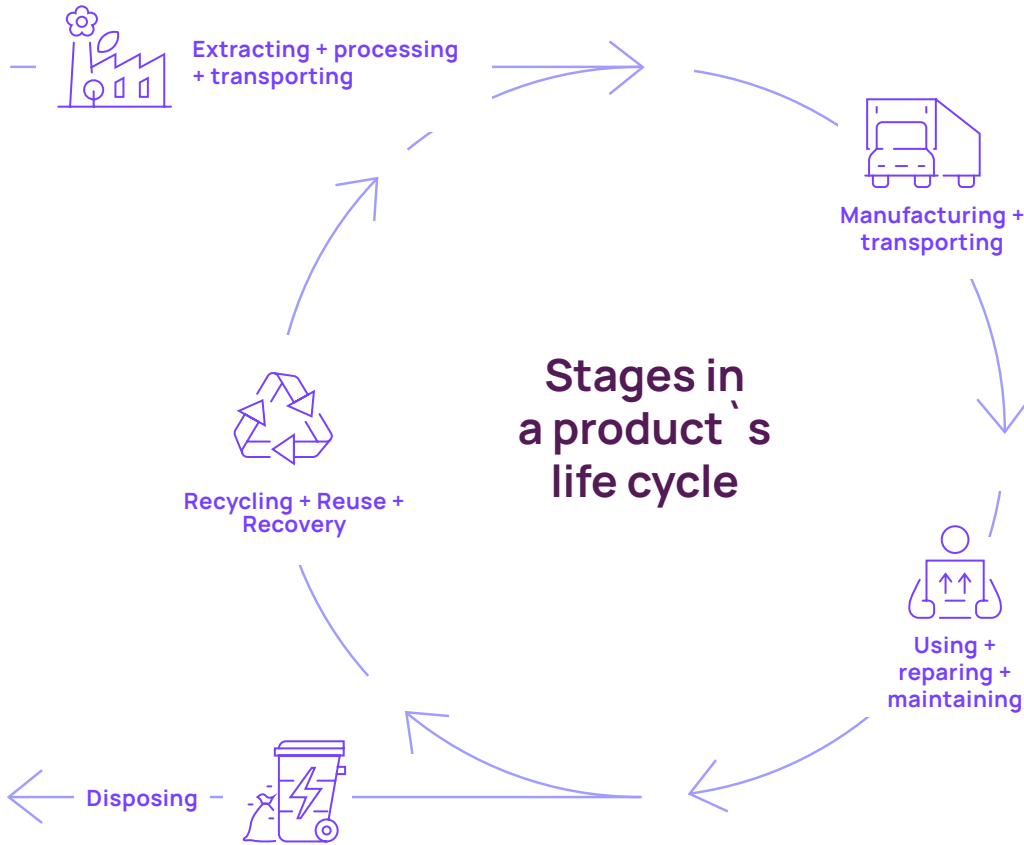 Extracting + processing
+ transporting
Manufacturing +
transporting
Stages in
a product`s
life cycle
Recycling + Reuse +
Recovery
Using +
reparing +
maintaining
Disposing